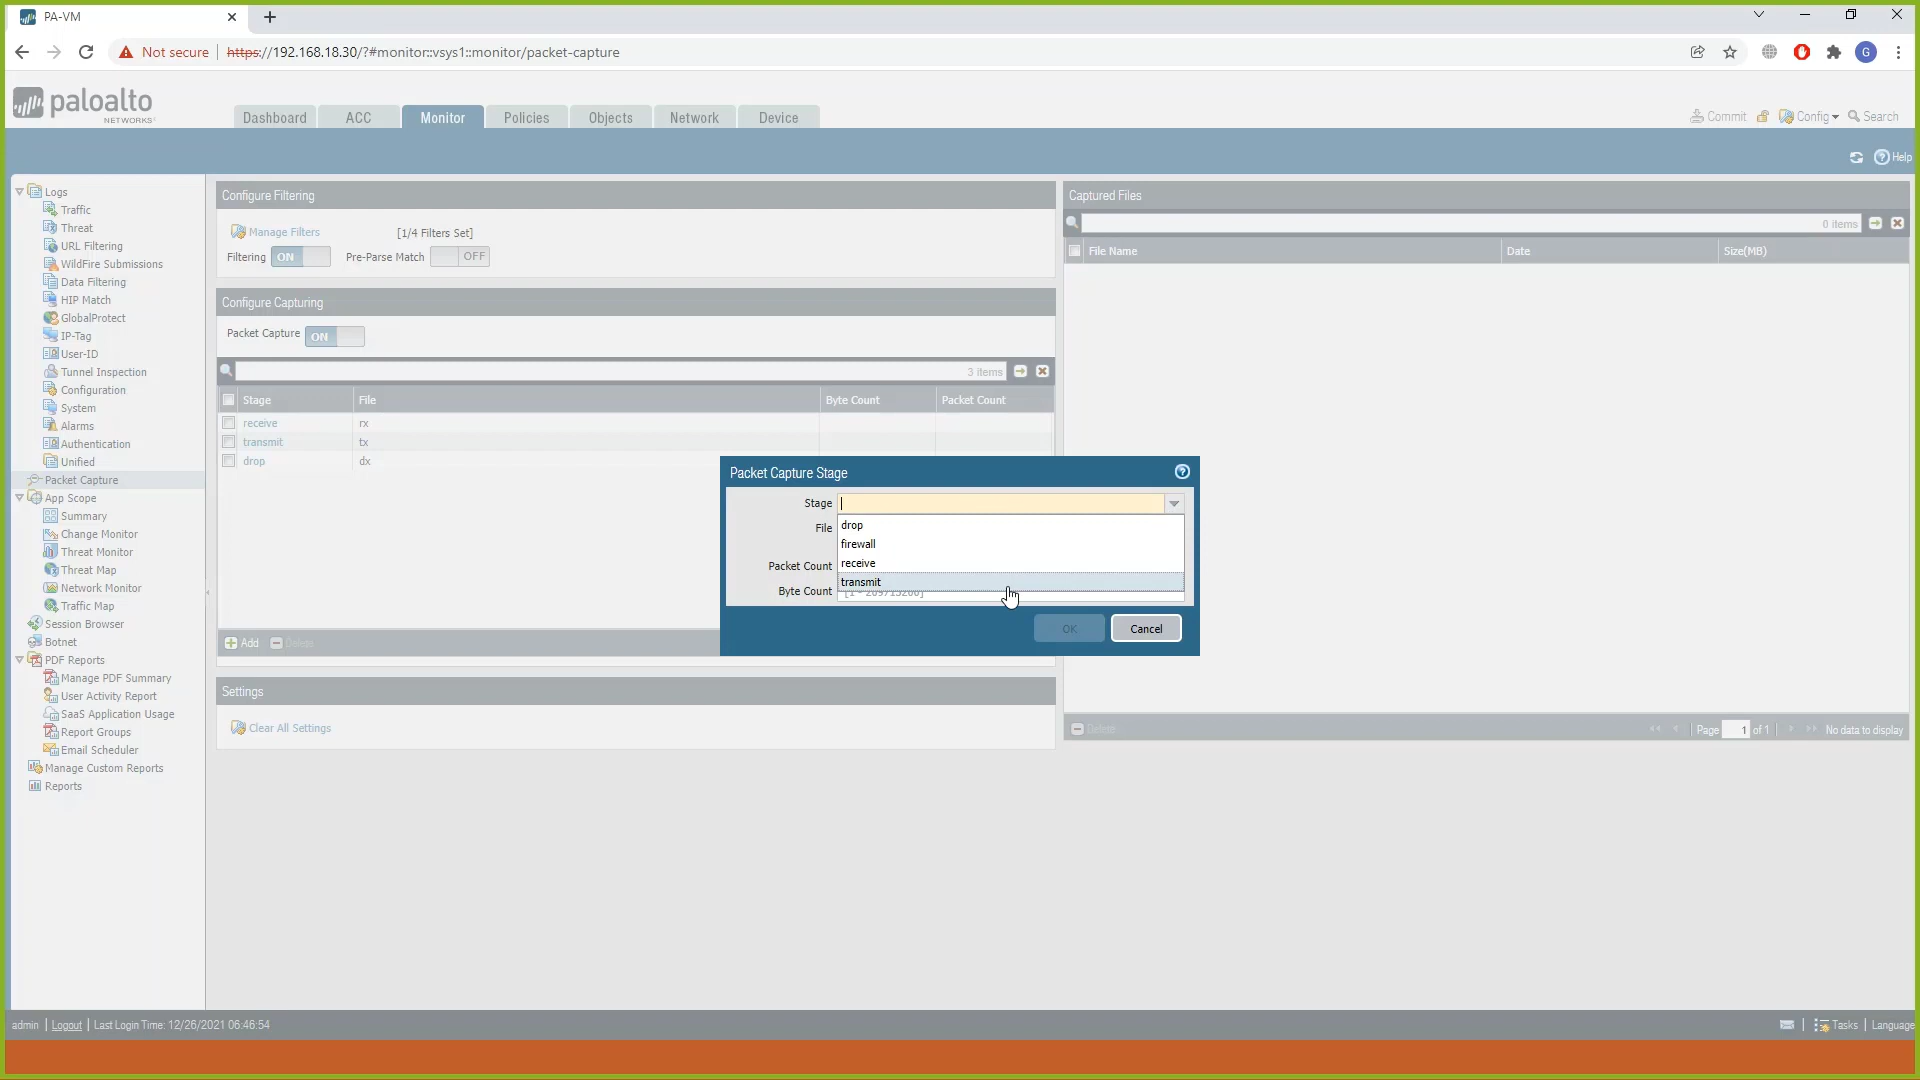 PA-VM
Not secure
https://192.168.18.30/?#monitor::vsys1::monitor/packet-capture
G
paloalto
NETWORKS
Dashboard
ACC
Monitor
Policies
Objects
Network
Device
Commit
Config
Search
Help
Logs
Traffic
Threat
URL Filtering
WildFire Submissions
Data Filtering
HIP Match
GlobalProtect
IP-Tag
User-ID
Tunnel Inspection
Configuration
System
Alarms
Authentication
Unified
Packet Capture
App Scope
Summary
Change Monitor
Threat Monitor
Threat Map
Network Monitor
Traffic Map
Session Browser
Botnet
PDF Reports
Manage PDF Summary
User Activity Report
SaaS Application Usage
Report Groups
Email Scheduler
Manage Custom Reports
Reports
Configure Filtering
Manage Filters [1/4 Filters Set]
Filtering ON Pre-Parse Match OFF
Configure Capturing
Packet Capture ON
3 items
Stage File Byte Count Packet Count
receive rx
transmit tx
drop dx
Add Delete
Settings
Clear All Settings
Captured Files
0 items
File Name Date Size(MB)
Delete
Page 1 of 1 No data to display
Packet Capture Stage
Stage
drop
File
firewall
receive
Packet Count
transmit
Byte Count [1 - 209715200]
OK Cancel
admin | Logout | Last Login Time: 12/26/2021 06:46:54
Tasks | Language